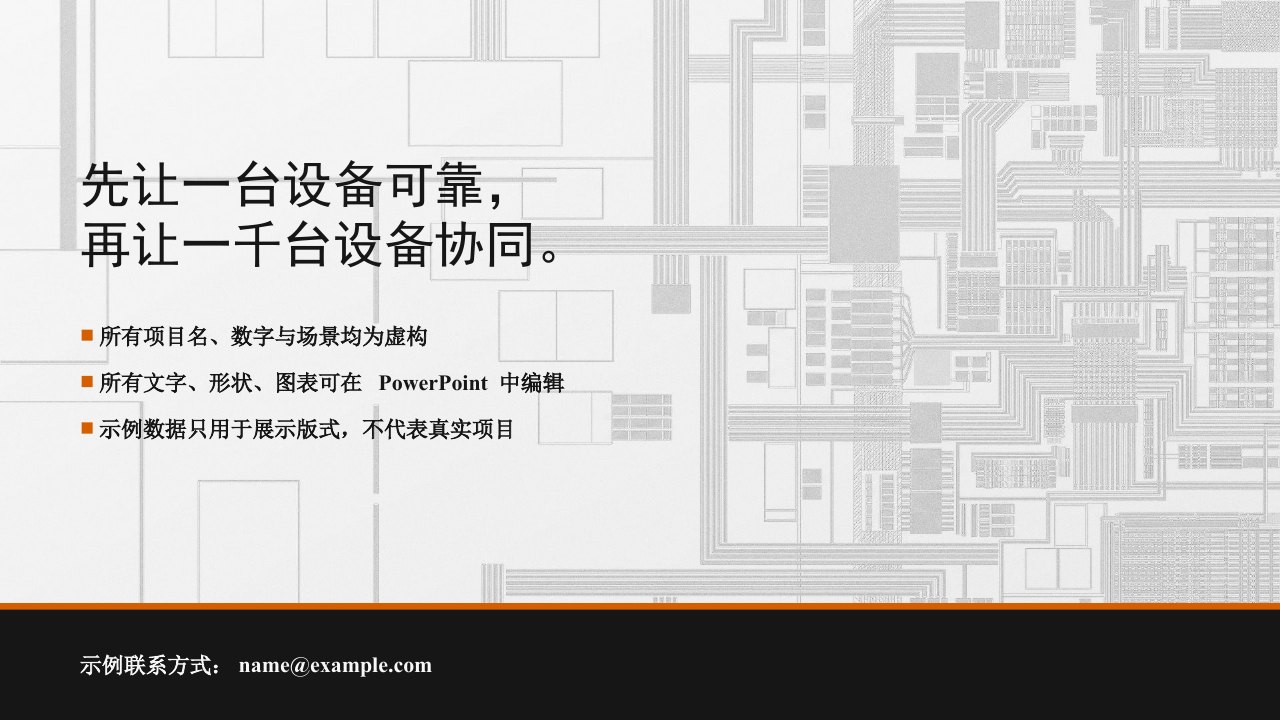 先让一台设备可靠，
再让一千台设备协同。
所有项目名、数字与场景均为虚构
所有文字、形状、图表可在 PowerPoint 中编辑
示例数据只用于展示版式，不代表真实项目
示例联系方式： name@example.com